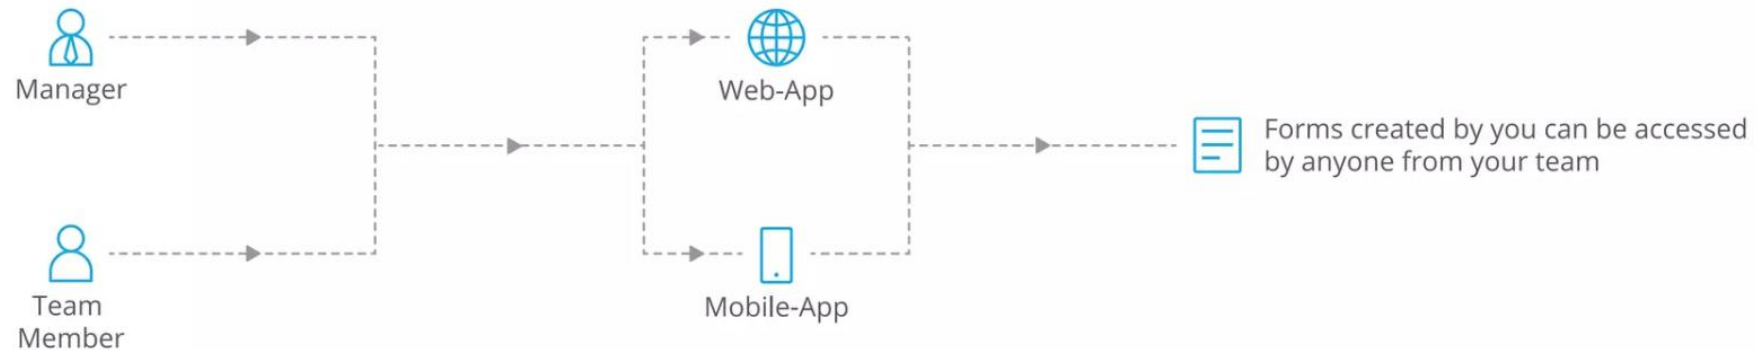 Manager
Web-App
Forms created by you can be accessed
by anyone from your team
Team
Member
Mobile-App